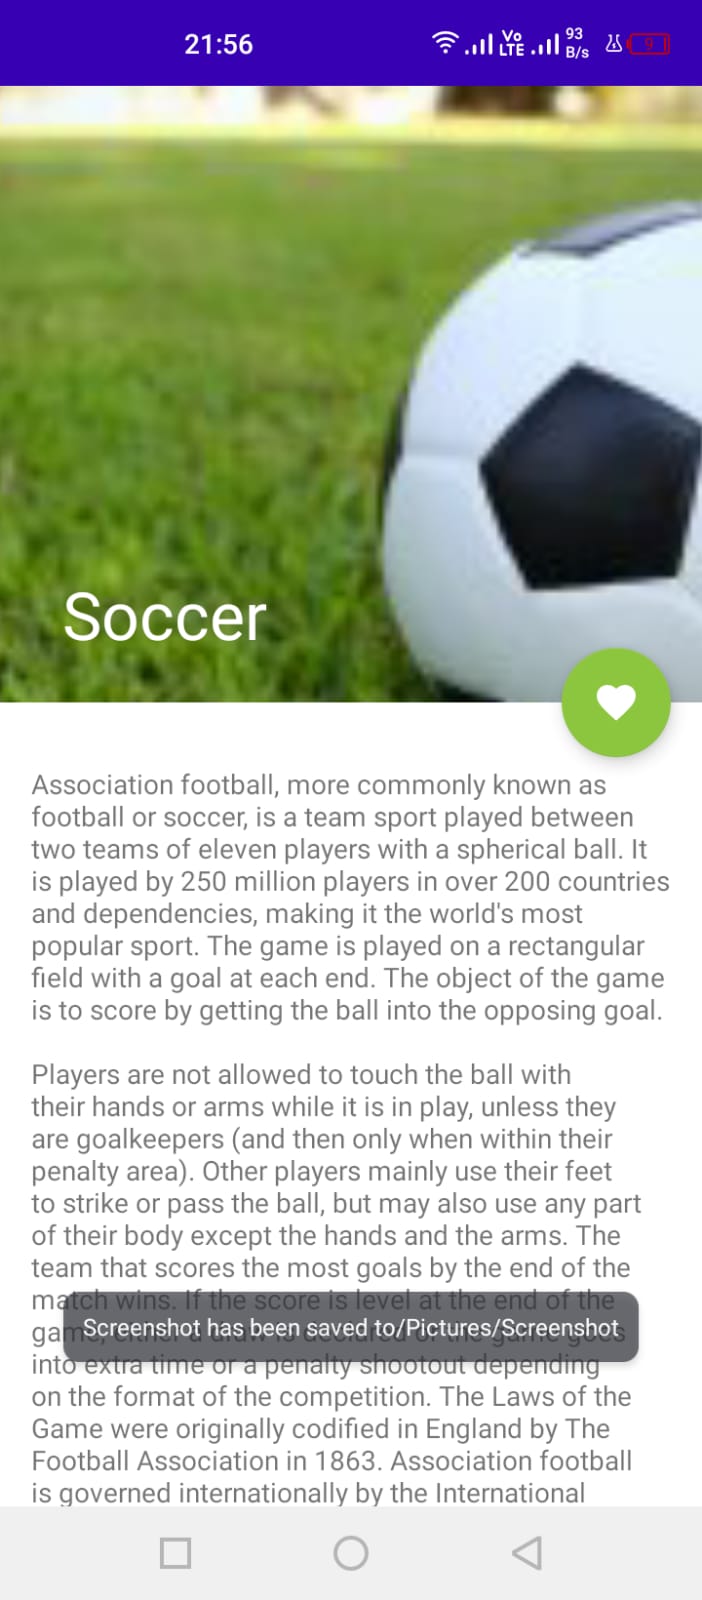 21:56
Vo
LTE
93
B/s
9
Soccer
Association football, more commonly known as
football or soccer, is a team sport played between
two teams of eleven players with a spherical ball. It
is played by 250 million players in over 200 countries
and dependencies, making it the world's most
popular sport. The game is played on a rectangular
field with a goal at each end. The object of the game
is to score by getting the ball into the opposing goal.
Players are not allowed to touch the ball with
their hands or arms while it is in play, unless they
are goalkeepers (and then only when within their
penalty area). Other players mainly use their feet
to strike or pass the ball, but may also use any part
of their body except the hands and the arms. The
team that scores the most goals by the end of the
match wins. If the score is level at the end of the
game, either a draw is declared or the game goes
Screenshot has been saved to/Pictures/Screenshot
into extra time or a penalty shootout depending
on the format of the competition. The Laws of the
Game were originally codified in England by The
Football Association in 1863. Association football
is governed internationally by the International